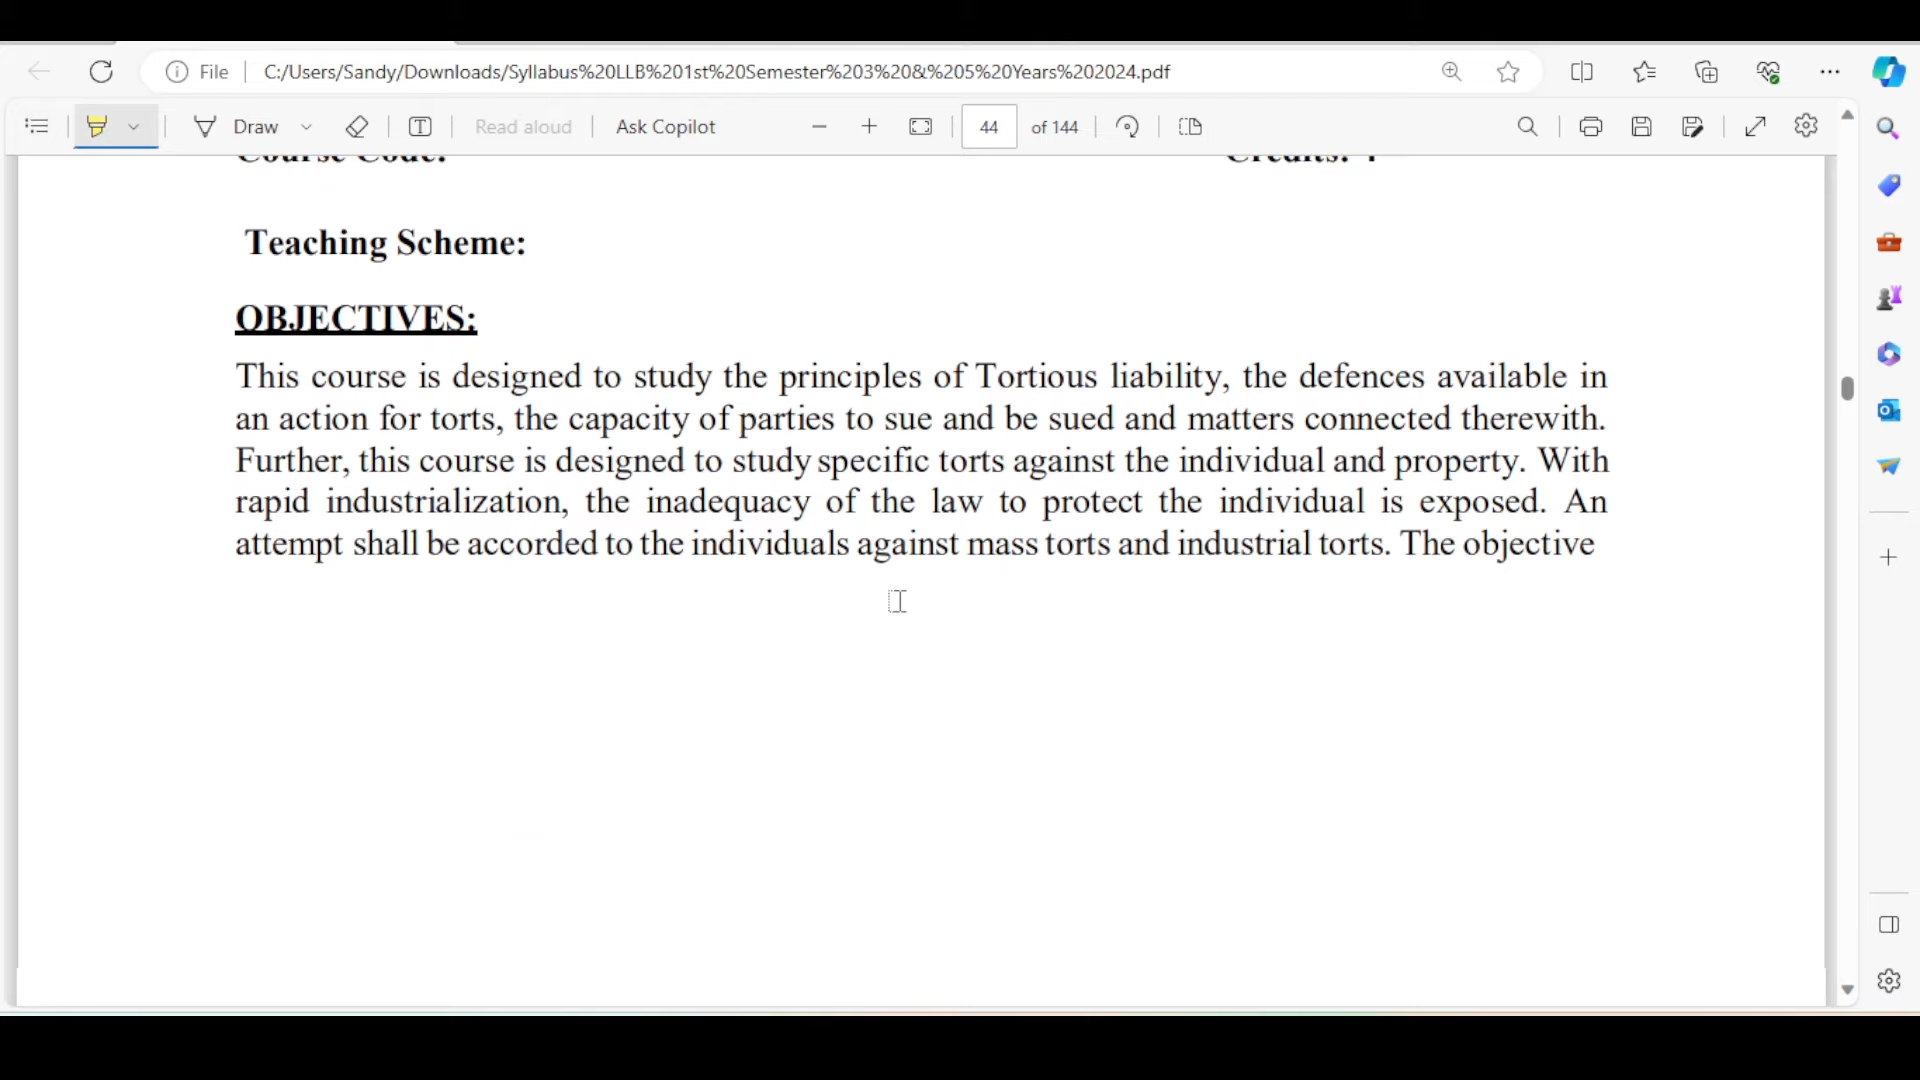 File
C:/Users/Sandy/Downloads/Syllabus%20LLB%201st%20Semester%203%20&%205%20Years%202024.pdf
Draw
Read aloud
Ask Copilot
44
of 144
Course Code:
Credits: 4
Teaching Scheme:
OBJECTIVES:
This course is designed to study the principles of Tortious liability, the defences available in
an action for torts, the capacity of parties to sue and be sued and matters connected therewith.
Further, this course is designed to study specific torts against the individual and property. With
rapid industrialization, the inadequacy of the law to protect the individual is exposed. An
attempt shall be accorded to the individuals against mass torts and industrial torts. The objective